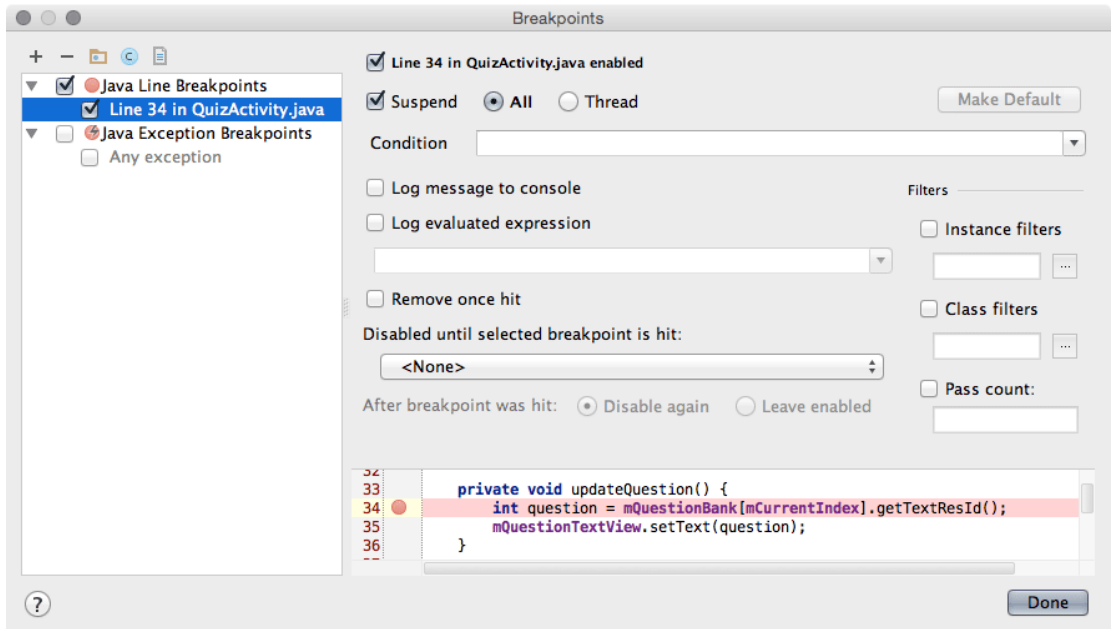 Breakpoints
Java Line Breakpoints
Line 34 in QuizActivity.java
Java Exception Breakpoints
Any exception
Line 34 in QuizActivity.java enabled
Suspend All Thread Make Default
Condition
Log message to console
Log evaluated expression
Remove once hit
Disabled until selected breakpoint is hit:
<None>
After breakpoint was hit: Disable again Leave enabled
Filters
Instance filters
...
Class filters
...
Pass count:
32
33 private void updateQuestion() {
34 int question = mQuestionBank[mCurrentIndex].getTextResId();
35 mQuestionTextView.setText(question);
36 }
? Done